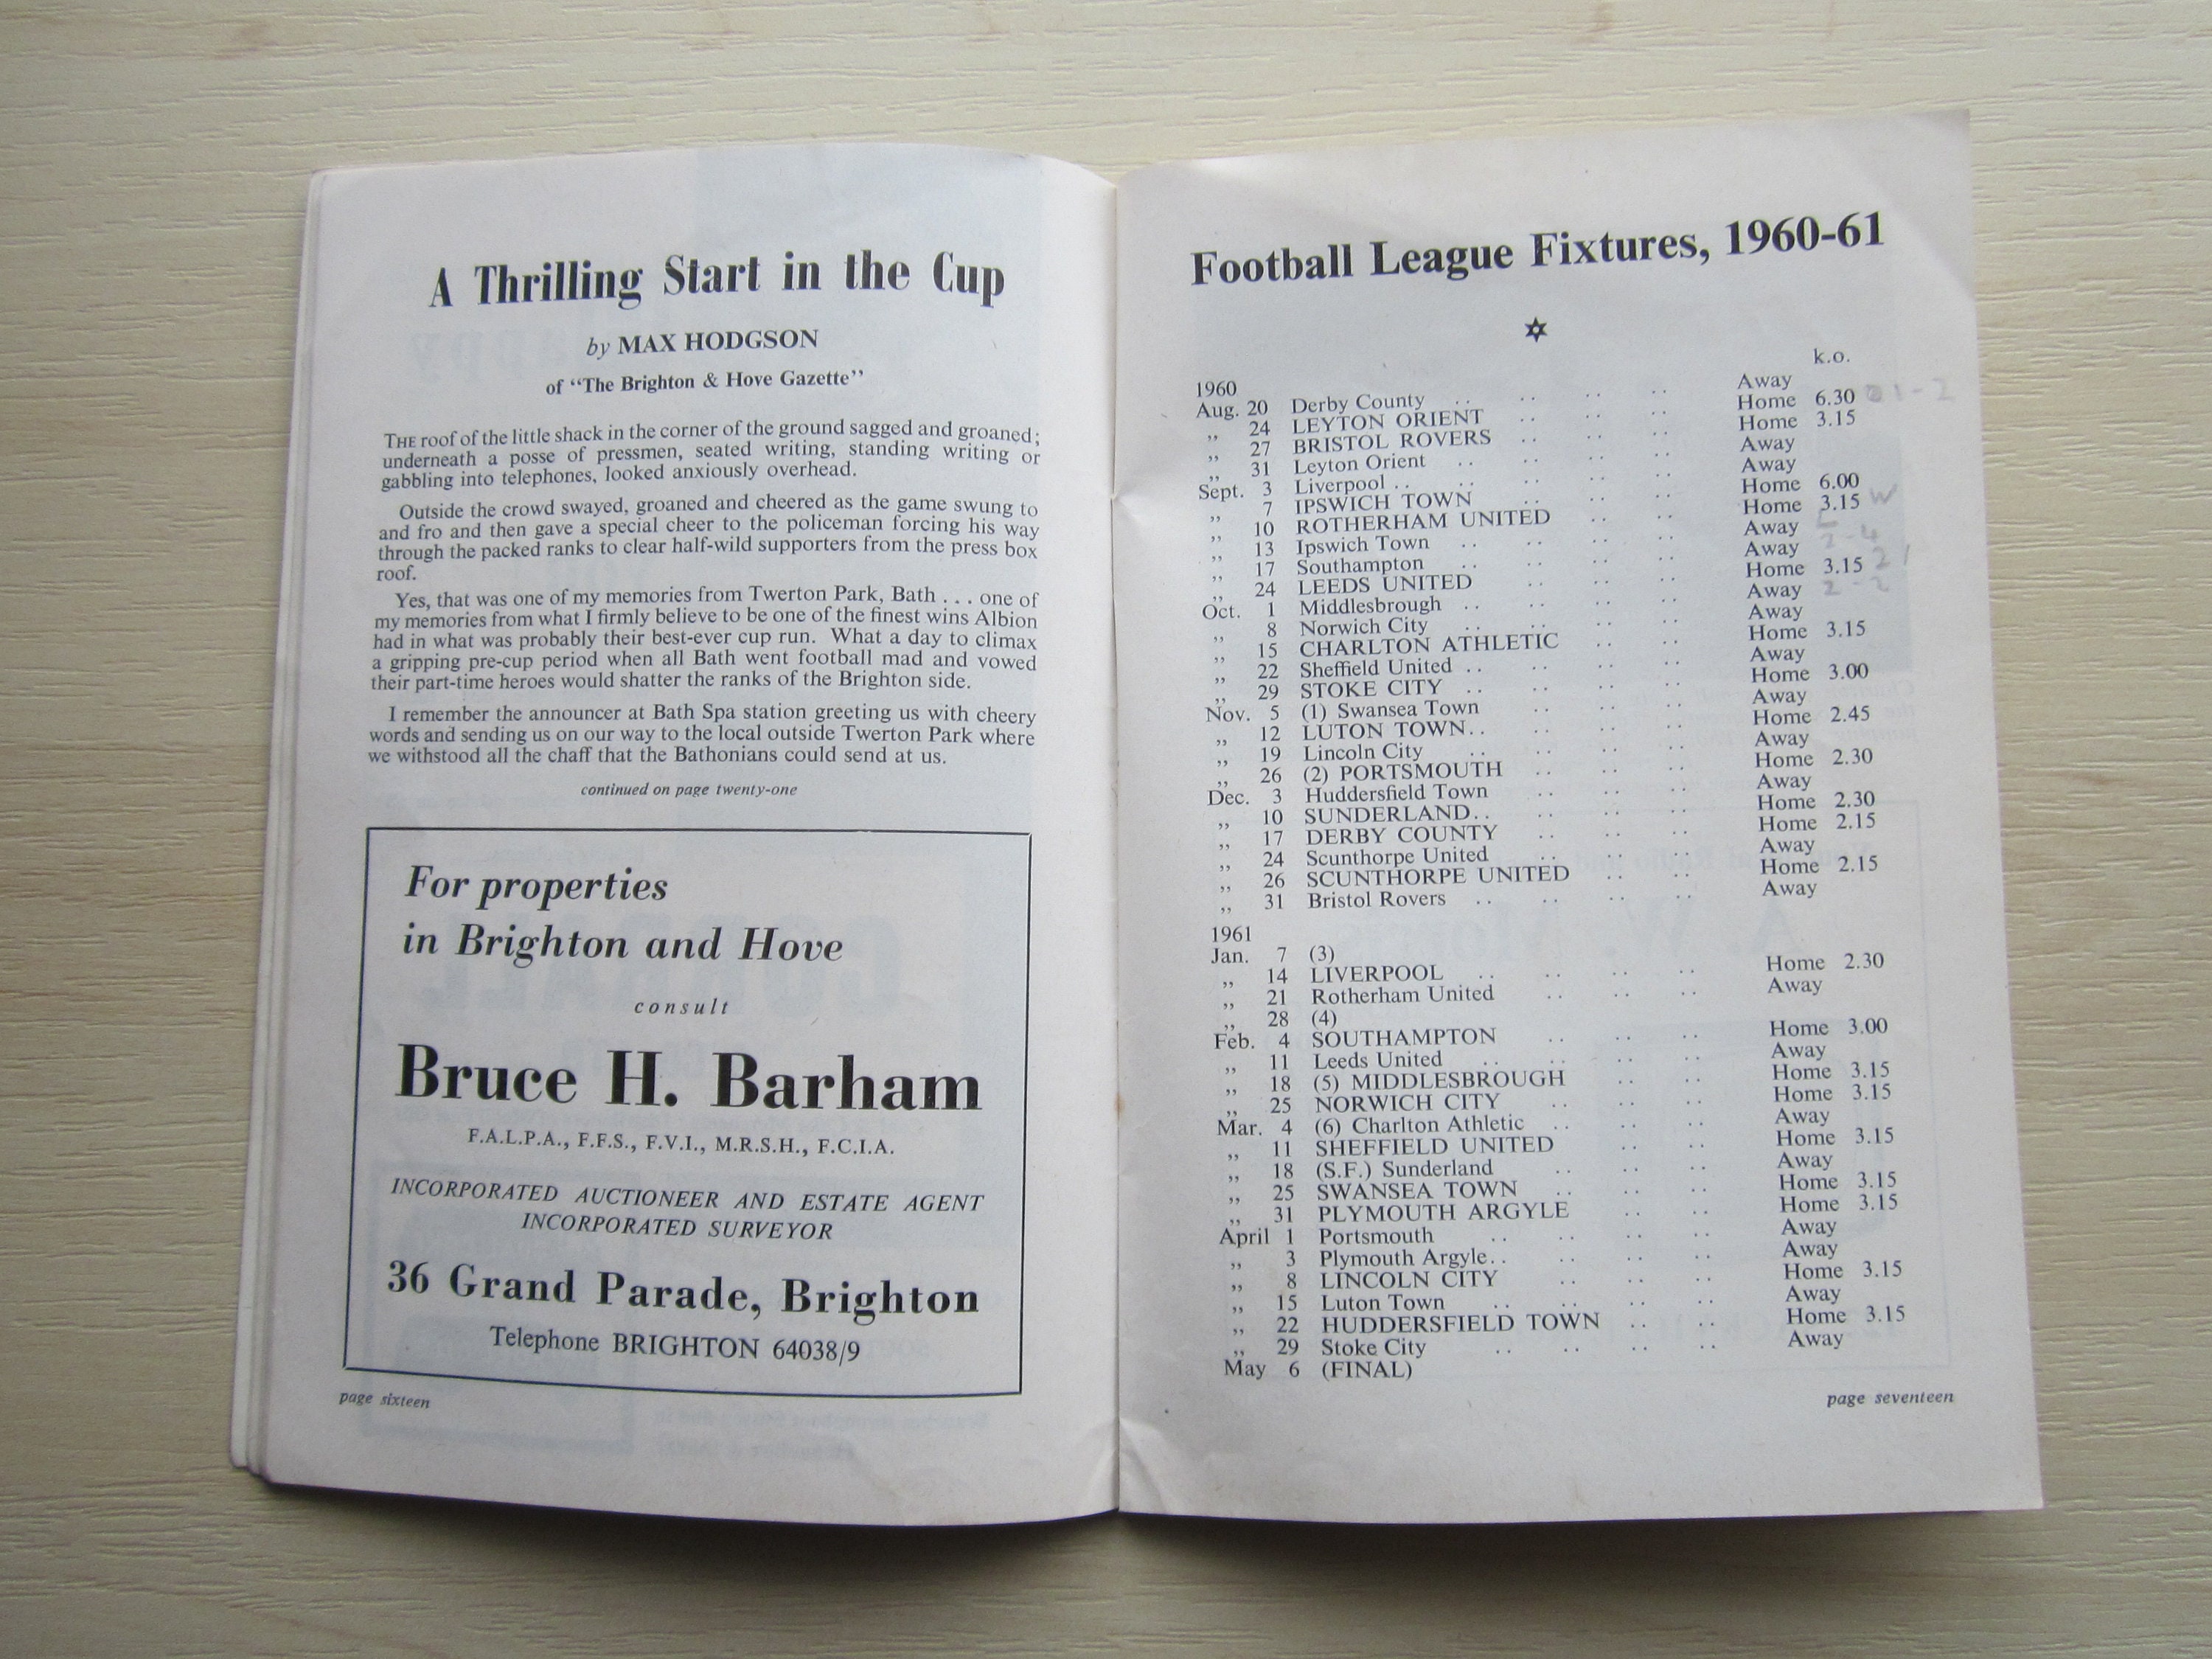 A Thrilling Start in the Cup
by MAX HODGSON
of “The Brighton & Hove Gazette”
THE roof of the little shack in the corner of the ground sagged and groaned;
underneath a posse of pressmen, seated writing, standing writing or
gabbling into telephones, looked anxiously overhead.
Outside the crowd swayed, groaned and cheered as the game swung to
and fro and then gave a special cheer to the policeman forcing his way
through the packed ranks to clear half-wild supporters from the press box
roof.
Yes, that was one of my memories from Twerton Park, Bath . . . one of
my memories from what I firmly believe to be one of the finest wins Albion
had in what was probably their best-ever cup run. What a day to climax
a gripping pre-cup period when all Bath went football mad and vowed
their part-time heroes would shatter the ranks of the Brighton side.
I remember the announcer at Bath Spa station greeting us with cheery
words and sending us on our way to the local outside Twerton Park where
we withstood all the chaff that the Bathonians could send at us.
continued on page twenty-one
For properties
in Brighton and Hove
consult
Bruce H. Barham
F.A.L.P.A., F.F.S., F.V.I., M.R.S.H., F.C.I.A.
INCORPORATED AUCTIONEER AND ESTATE AGENT
INCORPORATED SURVEYOR
36 Grand Parade, Brighton
Telephone BRIGHTON 64038/9
page sixteen
Football League Fixtures, 1960-61
k.o.
1960
Aug. 20 Derby County .. .. .. .. Away
,, 24 LEYTON ORIENT .. .. .. Home 6.30 1-2
,, 27 BRISTOL ROVERS .. .. .. Home 3.15
,, 31 Leyton Orient .. .. .. .. Away
Sept. 3 Liverpool .. .. .. .. Away
,, 7 IPSWICH TOWN .. .. .. Home 6.00
,, 10 ROTHERHAM UNITED .. .. Home 3.15 W
,, 13 Ipswich Town .. .. .. .. Away
,, 17 Southampton .. .. .. .. Away 2-4
,, 24 LEEDS UNITED .. .. .. Home 3.15 21
Oct. 1 Middlesbrough .. .. .. .. Away 2-2
,, 8 Norwich City .. .. .. .. Away
,, 15 CHARLTON ATHLETIC .. .. Home 3.15
,, 22 Sheffield United .. .. .. .. Away
,, 29 STOKE CITY .. .. .. .. Home 3.00
Nov. 5 (1) Swansea Town .. .. .. Away
,, 12 LUTON TOWN.. .. .. .. Home 2.45
,, 19 Lincoln City .. .. .. .. Away
,, 26 (2) PORTSMOUTH .. .. .. Home 2.30
Dec. 3 Huddersfield Town .. .. .. Away
,, 10 SUNDERLAND.. .. .. .. Home 2.30
,, 17 DERBY COUNTY .. .. .. Home 2.15
,, 24 Scunthorpe United .. .. .. Away
,, 26 SCUNTHORPE UNITED .. .. Home 2.15
,, 31 Bristol Rovers .. .. .. .. Away
1961
Jan. 7 (3)
,, 14 LIVERPOOL .. .. .. .. Home 2.30
,, 21 Rotherham United .. .. .. Away
,, 28 (4)
Feb. 4 SOUTHAMPTON .. .. .. Home 3.00
,, 11 Leeds United .. .. .. .. Away
,, 18 (5) MIDDLESBROUGH .. .. Home 3.15
,, 25 NORWICH CITY .. .. .. Home 3.15
Mar. 4 (6) Charlton Athletic .. .. .. Away
,, 11 SHEFFIELD UNITED .. .. Home 3.15
,, 18 (S.F.) Sunderland .. .. .. Away
,, 25 SWANSEA TOWN .. .. .. Home 3.15
,, 31 PLYMOUTH ARGYLE .. .. Home 3.15
April 1 Portsmouth .. .. .. .. Away
,, 3 Plymouth Argyle.. .. .. .. Away
,, 8 LINCOLN CITY .. .. .. Home 3.15
,, 15 Luton Town .. .. .. .. Away
,, 22 HUDDERSFIELD TOWN .. .. Home 3.15
,, 29 Stoke City .. .. .. .. Away
May 6 (FINAL)
page seventeen